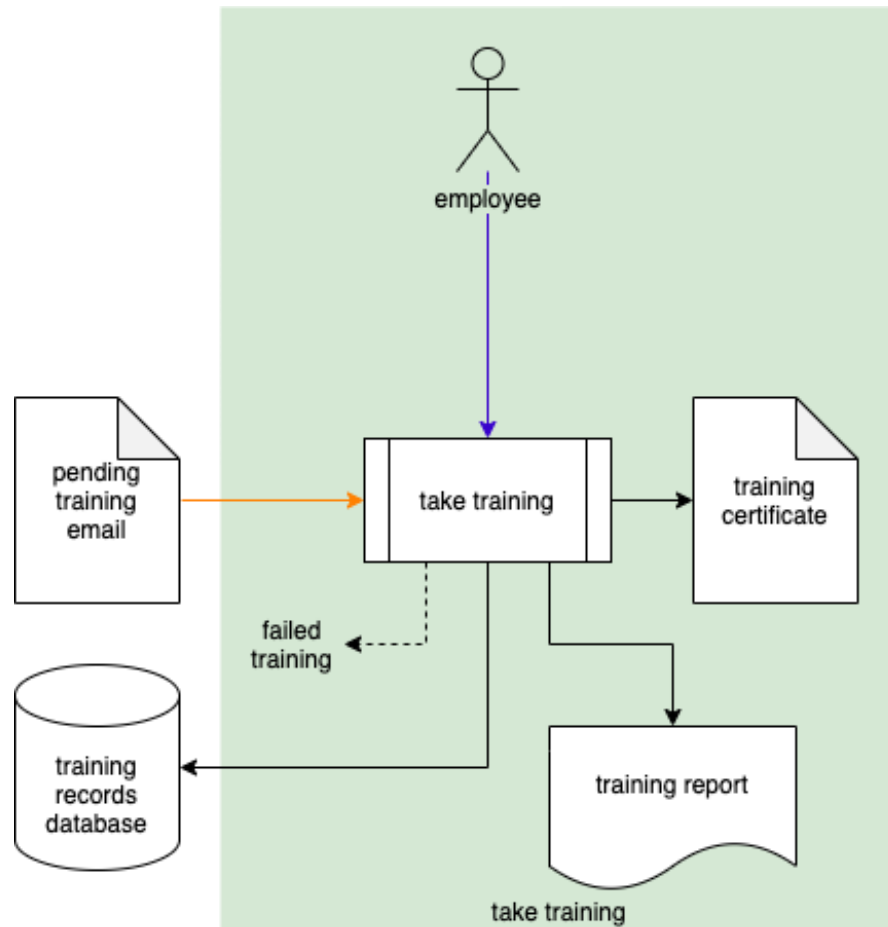 employee
pending
training
email
take training
training
certificate
failed
training
training
records
database
training report
take training